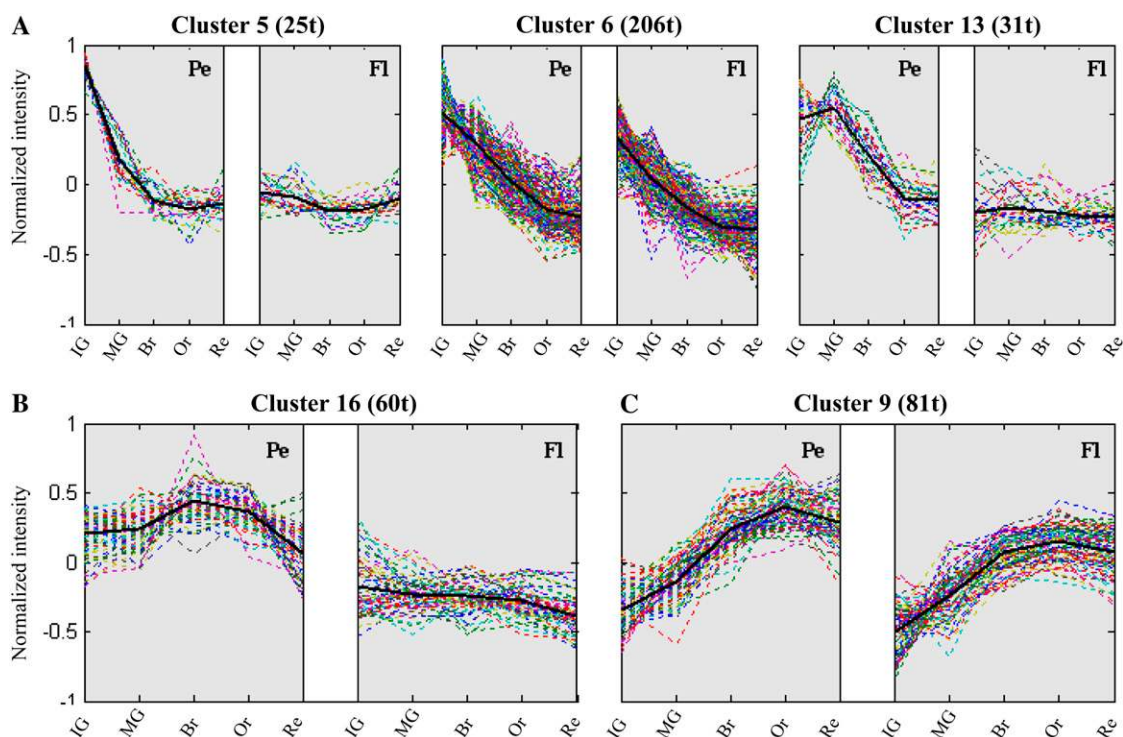 A
Cluster 5 (25t)
Cluster 6 (206t)
Cluster 13 (31t)
Normalized intensity
1
0.5
0
-0.5
-1
Pe
Fl
Pe
Fl
Pe
Fl
IG MG Br Or Re
IG MG Br Or Re
IG MG Br Or Re
IG MG Br Or Re
IG MG Br Or Re
IG MG Br Or Re
B
Cluster 16 (60t)
C
Cluster 9 (81t)
Normalized intensity
1
0.5
0
-0.5
-1
Pe
Fl
Pe
Fl
IG MG Br Or Re
IG MG Br Or Re
IG MG Br Or Re
IG MG Br Or Re